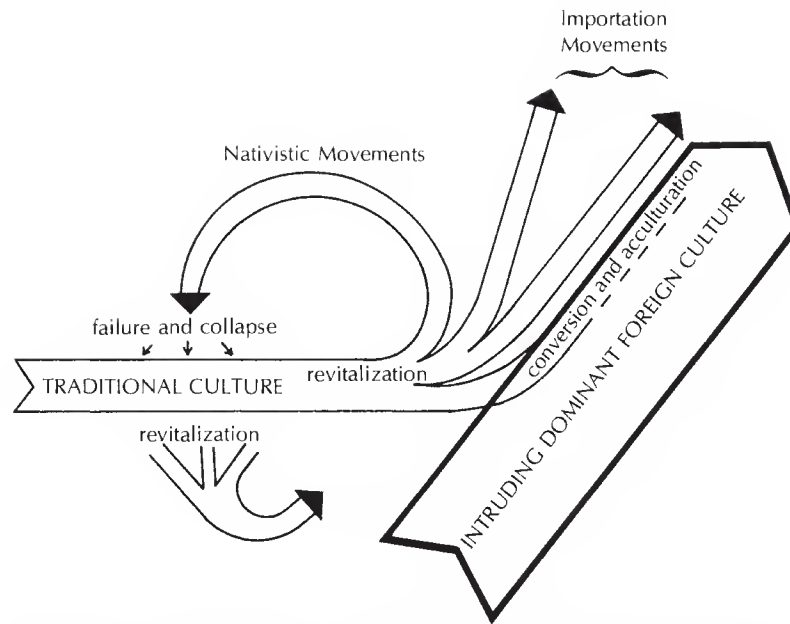 Importation
Movements
Nativistic Movements
failure and collapse
TRADITIONAL CULTURE
revitalization
revitalization
conversion and acculturation
INTRUDING DOMINANT FOREIGN CULTURE